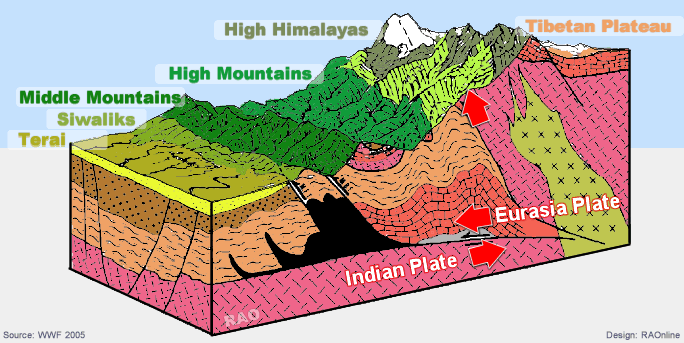 High Himalayas
Tibetan Plateau
High Mountains
Middle Mountains
Siwaliks
Terai
Eurasia Plate
Indian Plate
RAO
Source: WWF 2005
Design: RAOnline